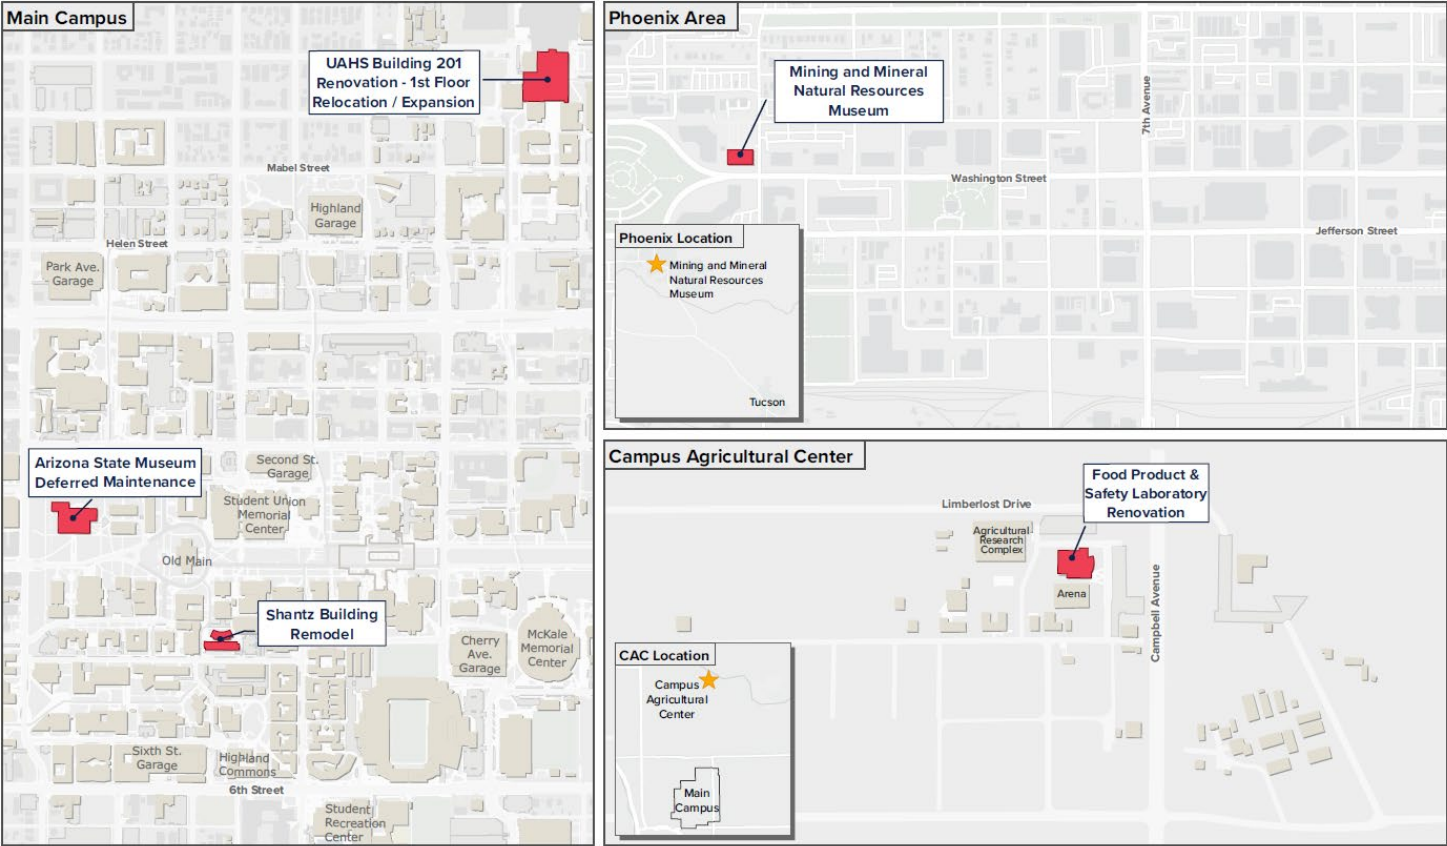 Main Campus
UAHS Building 201
Renovation - 1st Floor
Relocation / Expansion
Mabel Street
Highland
Garage
Helen Street
Park Ave.
Garage
Arizona State Museum
Deferred Maintenance
Second St.
Garage
Student Union
Memorial
Center
Old Main
Shantz Building
Remodel
Cherry
Ave.
Garage
McKale
Memorial
Center
Sixth St.
Garage
Highland
Commons
6th Street
Student
Recreation
Center
Phoenix Area
Mining and Mineral
Natural Resources
Museum
7th Avenue
Washington Street
Jefferson Street
Phoenix Location
Mining and Mineral
Natural Resources
Museum
Tucson
Campus Agricultural Center
Food Product &
Safety Laboratory
Renovation
Limberlost Drive
Agricultural
Research
Complex
Arena
Campbell Avenue
CAC Location
Campus
Agricultural
Center
Main
Campus